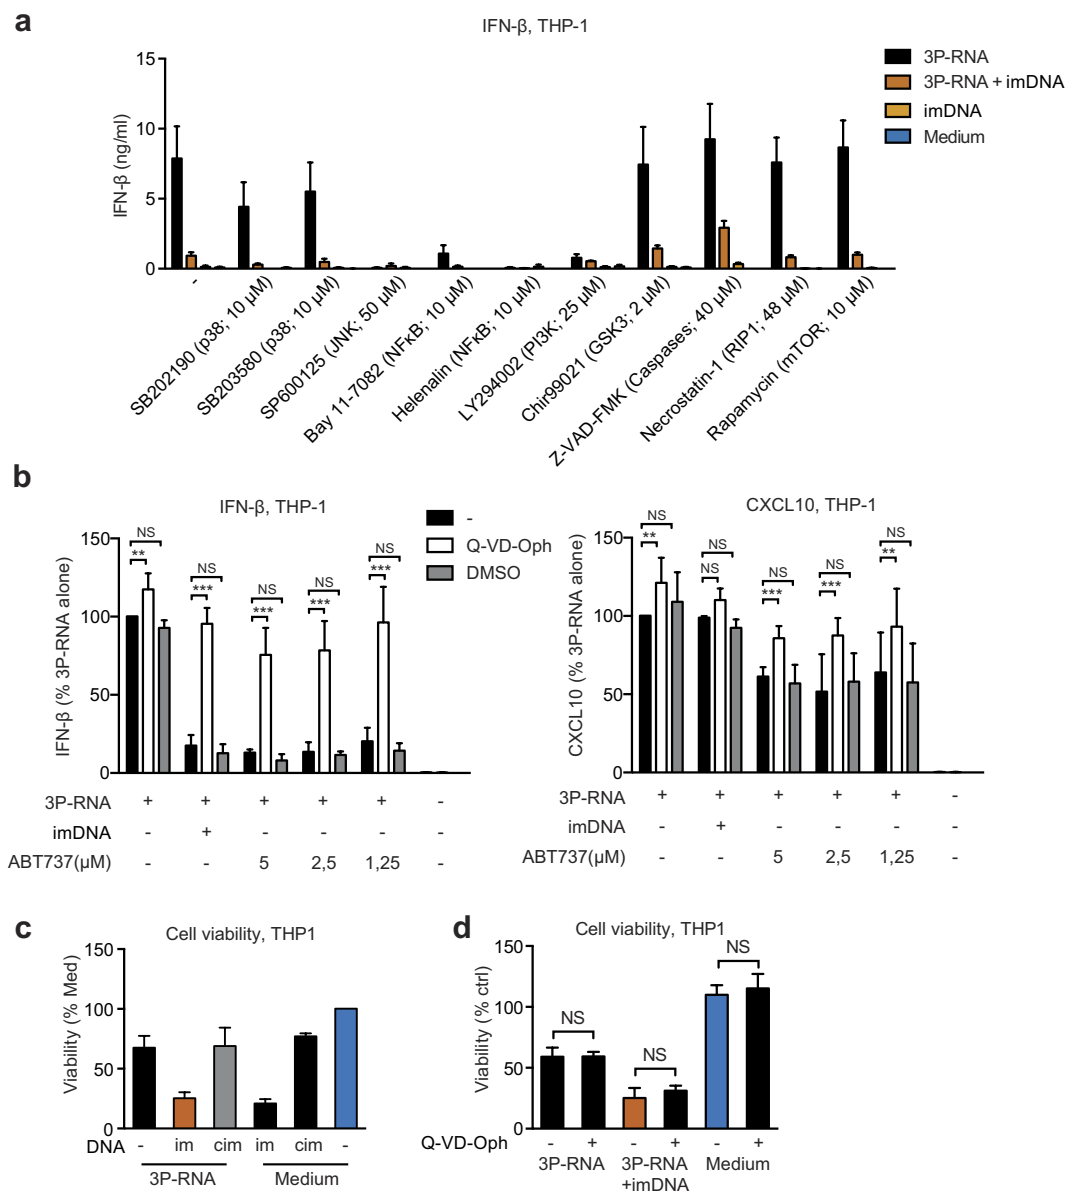 a
IFN-β, THP-1
3P-RNA
3P-RNA + imDNA
imDNA
Medium
IFN-β (ng/ml)
15
10
5
0
-
SB202190 (p38; 10 μM)
SB203580 (p38; 10 μM)
SP600125 (JNK; 50 μM)
Bay 11-7082 (NFκB; 10 μM)
Helenalin (NFκB; 10 μM)
LY294002 (PI3K; 25 μM)
Chir99021 (GSK3; 2 μM)
Z-VAD-FMK (Caspases; 40 μM)
Necrostatin-1 (RIP1; 48 μM)
Rapamycin (mTOR; 10 μM)
b
IFN-β, THP-1
-
Q-VD-Oph
DMSO
IFN-β (% 3P-RNA alone)
150
100
50
0
NS NS NS NS NS
** *** *** *** ***
3P-RNA + + + + + -
imDNA - + - - - -
ABT737(μM) - - 5 2,5 1,25 -
CXCL10, THP-1
CXCL10 (% 3P-RNA alone)
150
100
50
0
NS NS NS NS NS
** NS *** *** **
3P-RNA + + + + + -
imDNA - + - - - -
ABT737(μM) - - 5 2,5 1,25 -
c
Cell viability, THP1
Viability (% Med)
150
100
50
0
DNA - im cim im cim -
3P-RNA Medium
d
Cell viability, THP1
Viability (% ctrl)
150
100
50
0
NS NS NS
Q-VD-Oph - + - + - +
3P-RNA 3P-RNA Medium
+imDNA